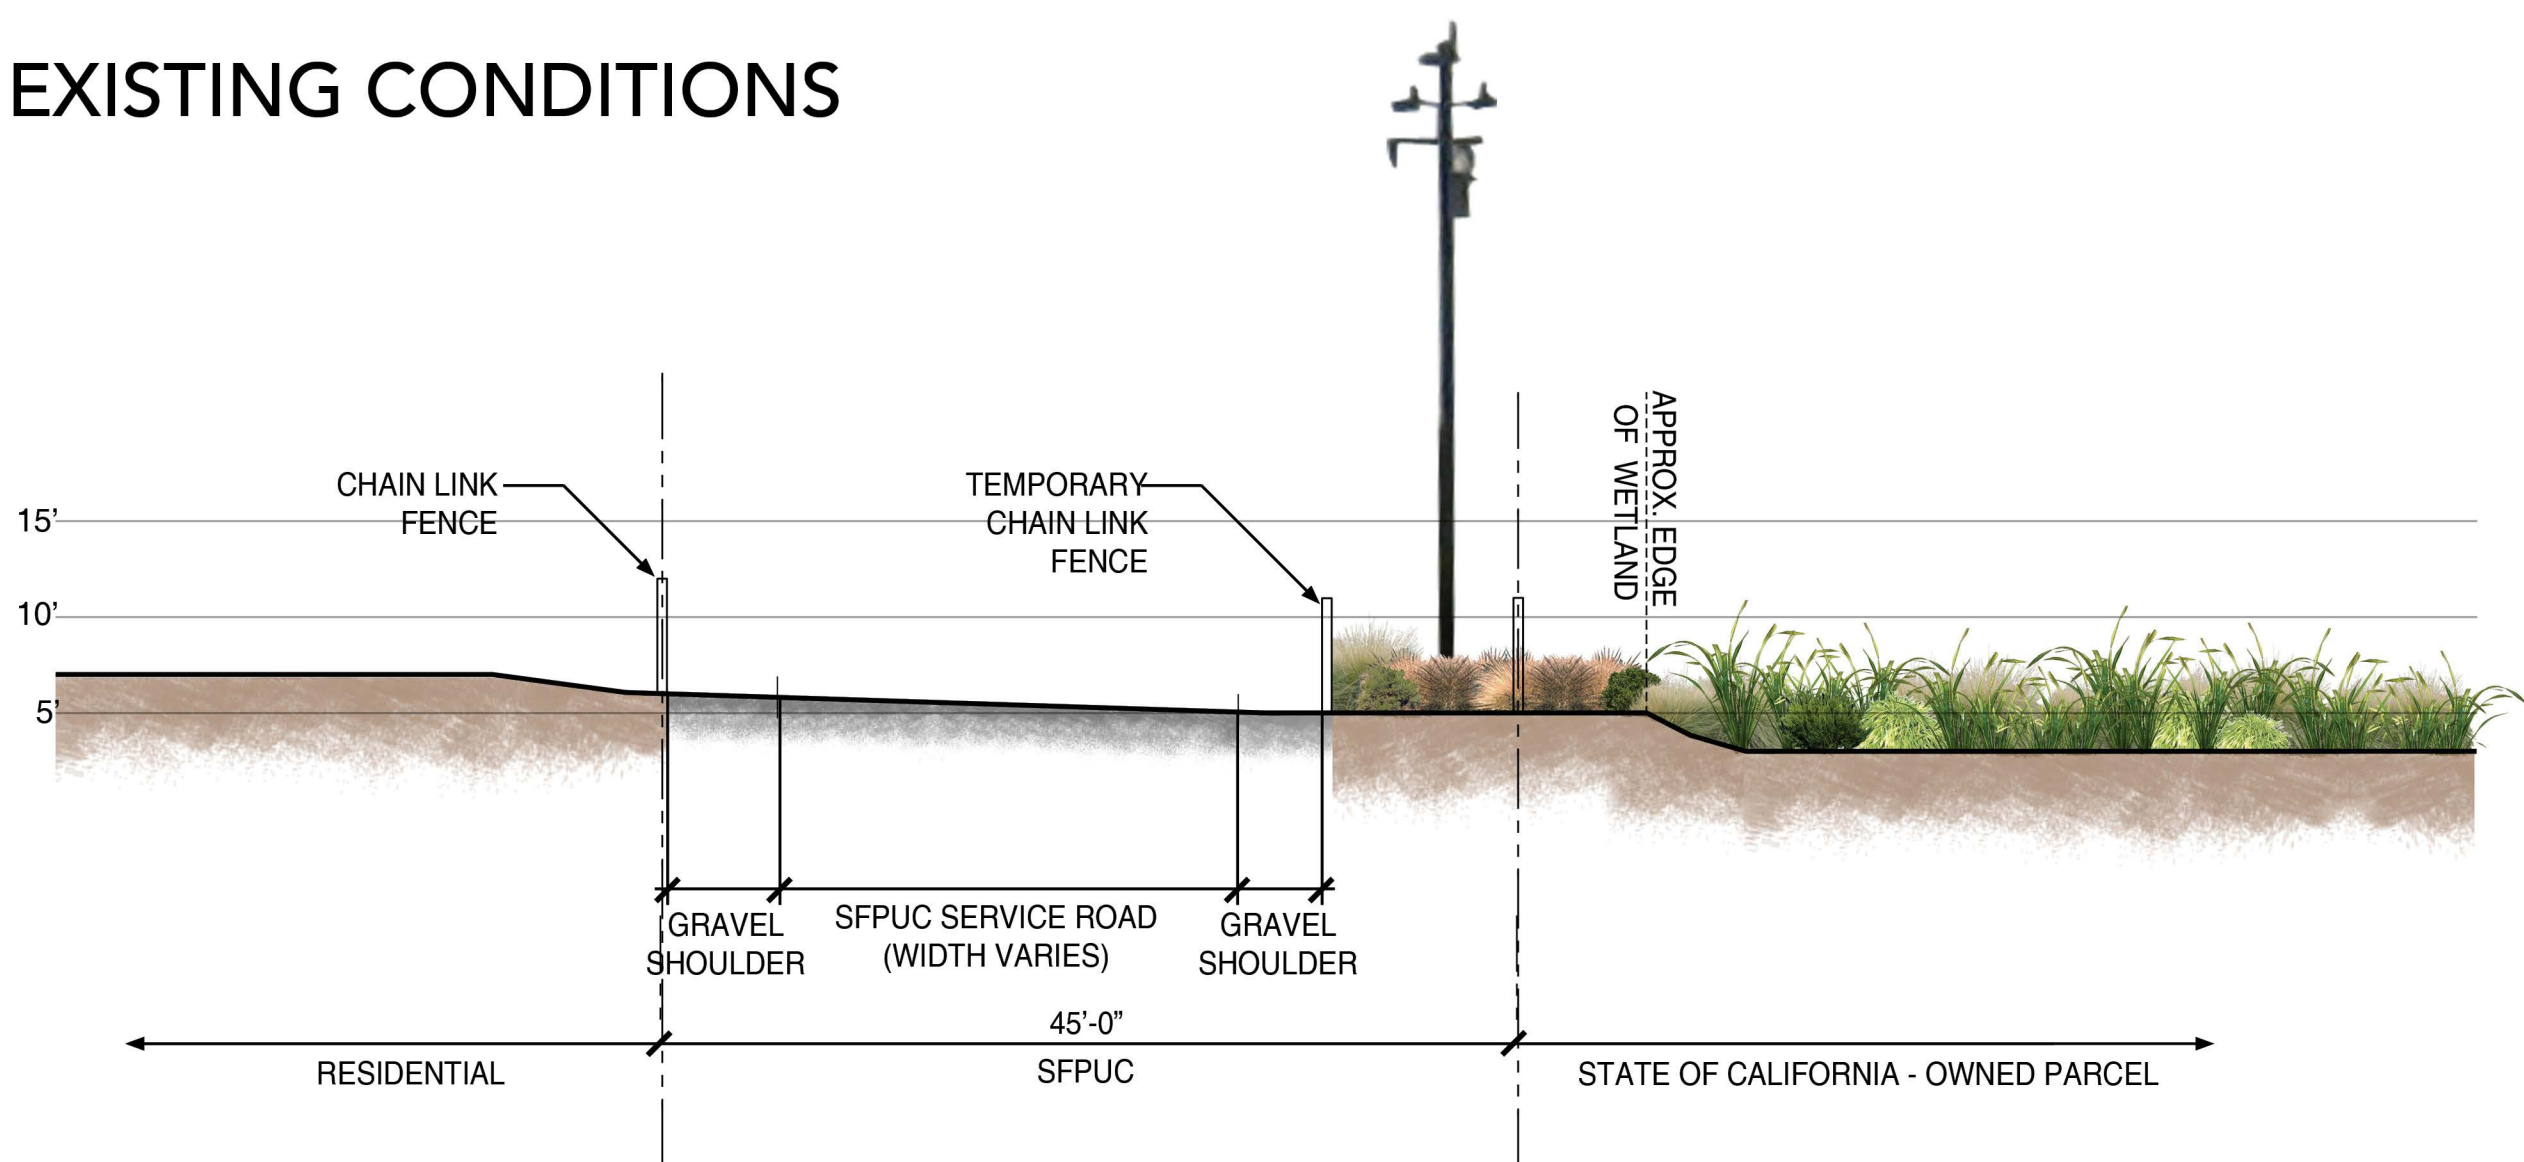 EXISTING CONDITIONS
CHAIN LINK
FENCE
TEMPORARY
CHAIN LINK
FENCE
APPROX. EDGE
OF WETLAND
15’
10’
5’
GRAVEL
SHOULDER
SFPUC SERVICE ROAD
(WIDTH VARIES)
GRAVEL
SHOULDER
45’-0”
RESIDENTIAL
SFPUC
STATE OF CALIFORNIA - OWNED PARCEL